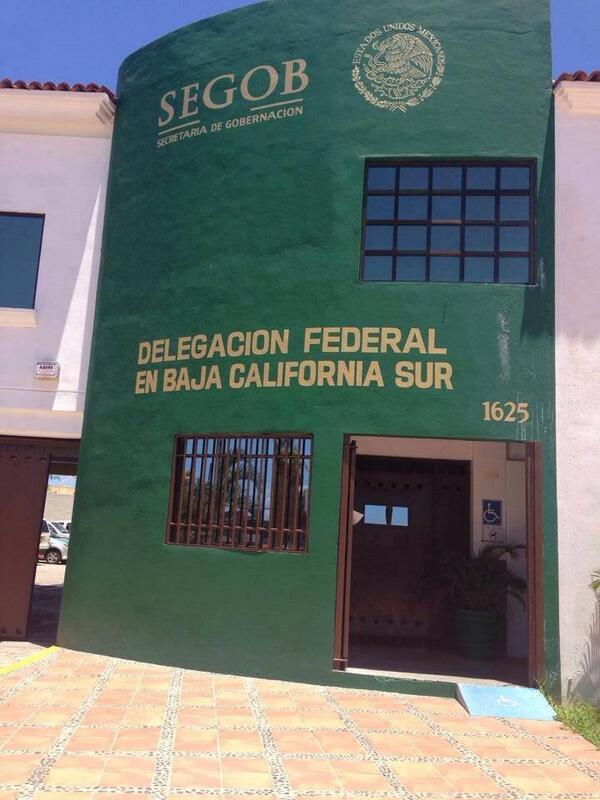 SEGOB
SECRETARIA DE GOBERNACION
ESTADOS UNIDOS MEXICANOS
DELEGACION FEDERAL
EN BAJA CALIFORNIA SUR
1625